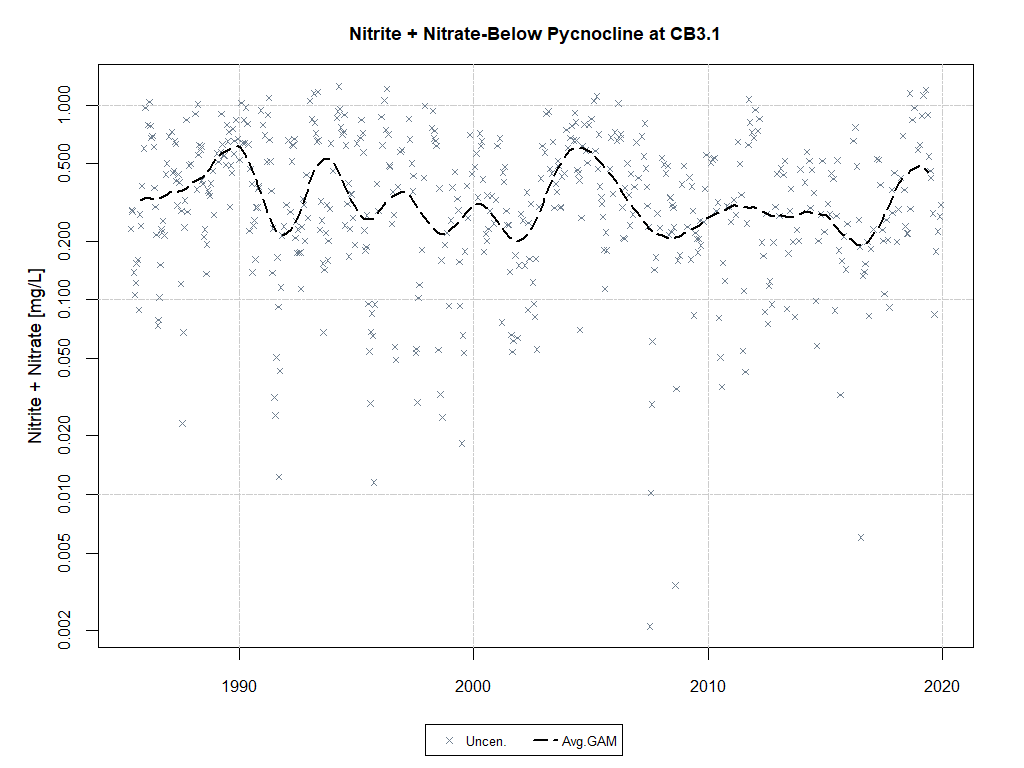 Nitrite + Nitrate-Below Pycnocline at CB3.1
Nitrite + Nitrate [mg/L]
1.000
0.500
0.200
0.100
0.050
0.020
0.010
0.005
0.002
1990 2000 2010 2020
Uncen. Avg.GAM